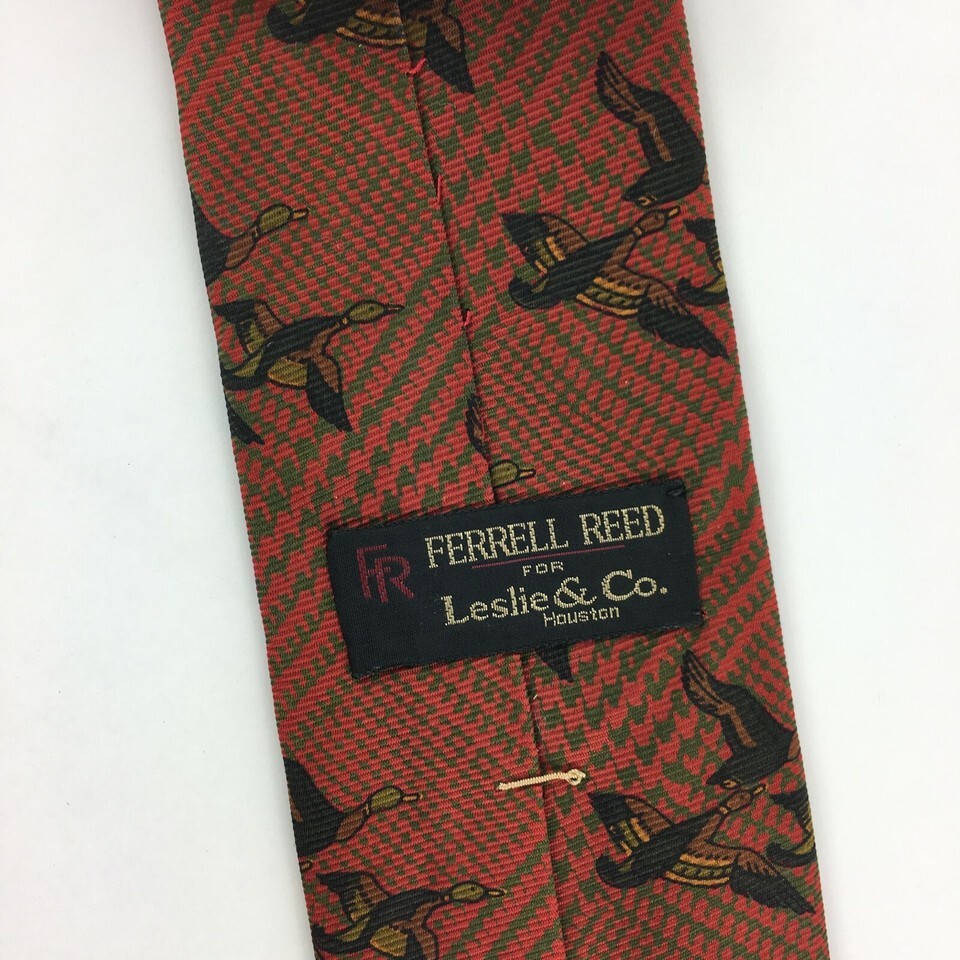 FR FERRELL REED
FOR
Leslie & Co.
Houston